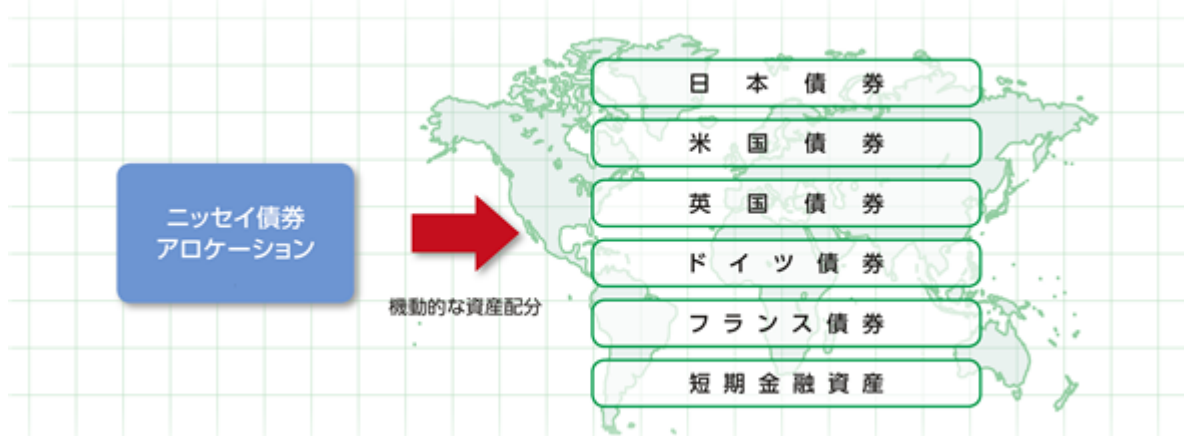 ニッセイ債券
アロケーション
機動的な資産配分
日本債券
米国債券
英国債券
ドイツ債券
フランス債券
短期金融資産